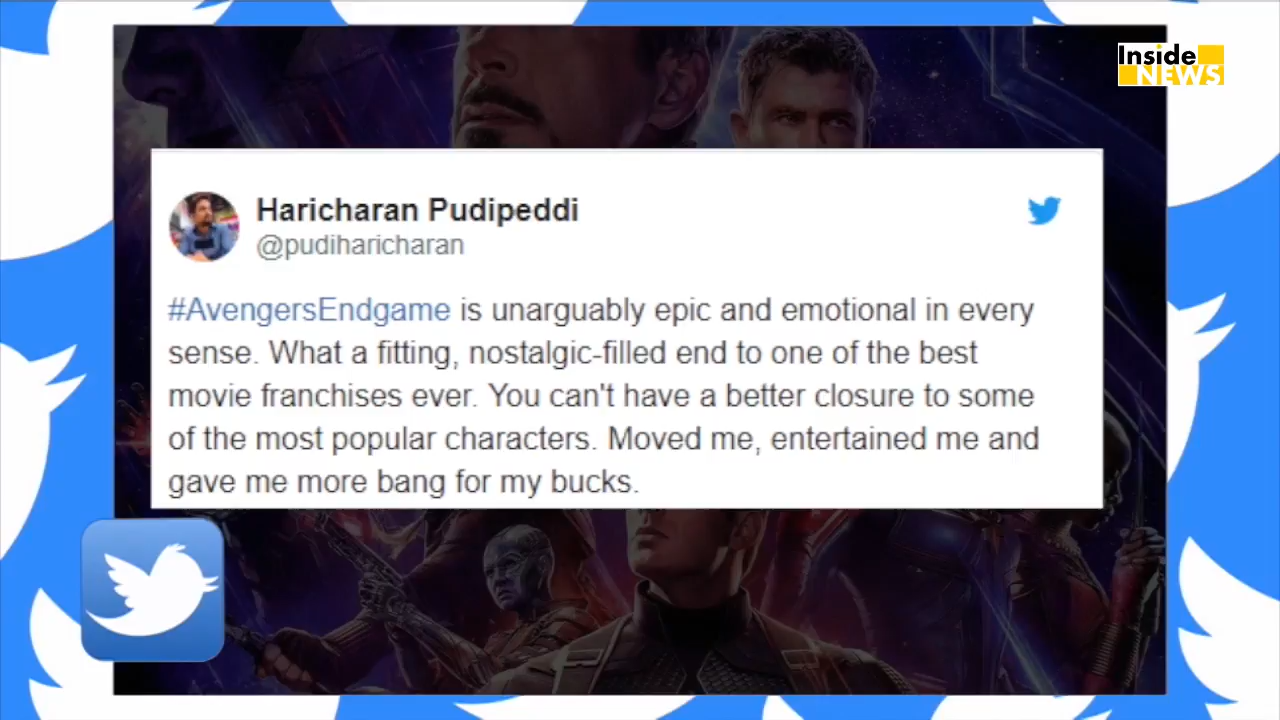 Inside
NEWS
Haricharan Pudipeddi
@pudiharicharan
#AvengersEndgame is unarguably epic and emotional in every
sense. What a fitting, nostalgic-filled end to one of the best
movie franchises ever. You can't have a better closure to some
of the most popular characters. Moved me, entertained me and
gave me more bang for my bucks.